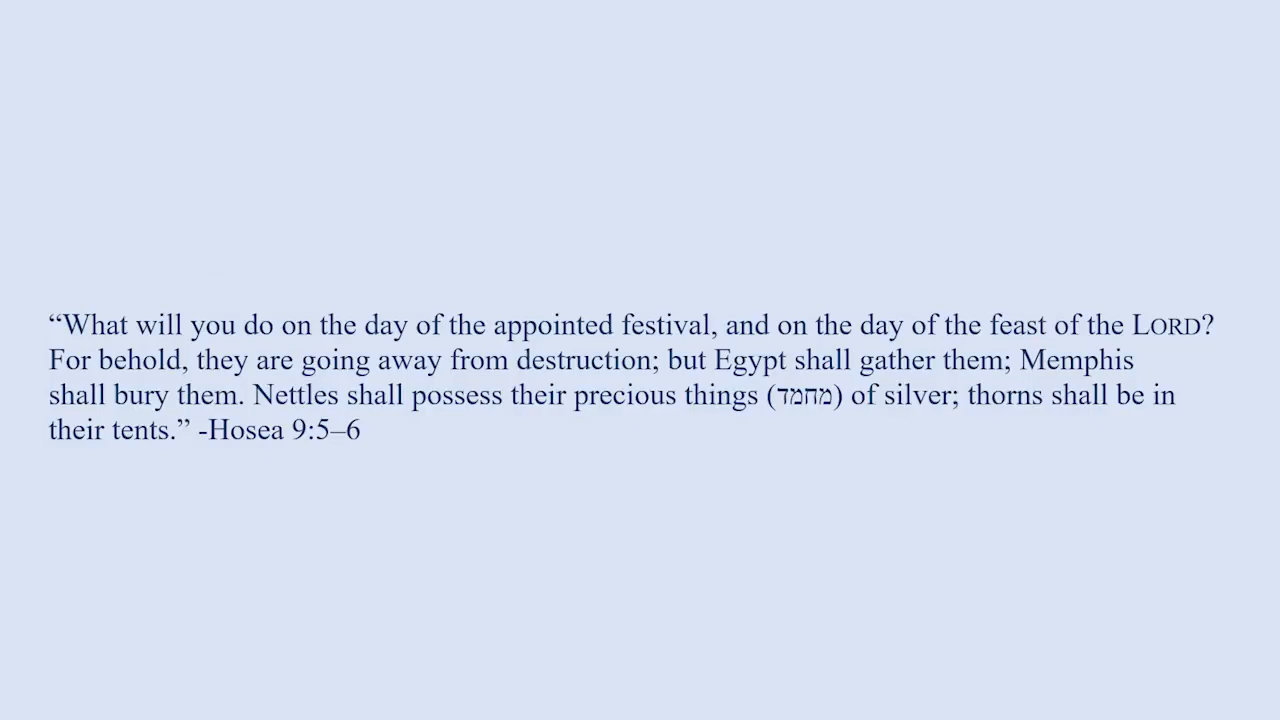 “What will you do on the day of the appointed festival, and on the day of the feast of the LORD?
For behold, they are going away from destruction; but Egypt shall gather them; Memphis
shall bury them. Nettles shall possess their precious things (מחמד) of silver; thorns shall be in
their tents.” -Hosea 9:5–6